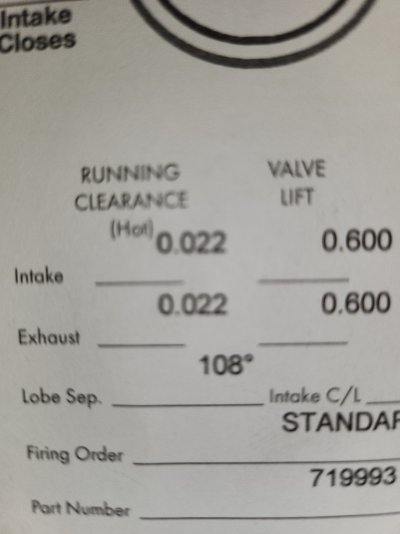 Intake
Closes
RUNNING VALVE
CLEARANCE LIFT
(Hot) 0.022 0.600
Intake
0.022 0.600
Exhaust
108°
Lobe Sep. Intake C/L
STANDAR
Firing Order
719993
Part Number